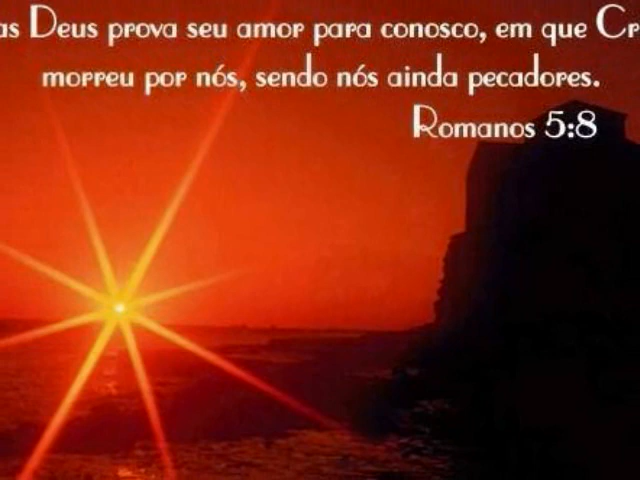 as Deus prova seu amor para conosco, em que Cr
morreu por nós, sendo nós ainda pecadores.
Romanos 5:8